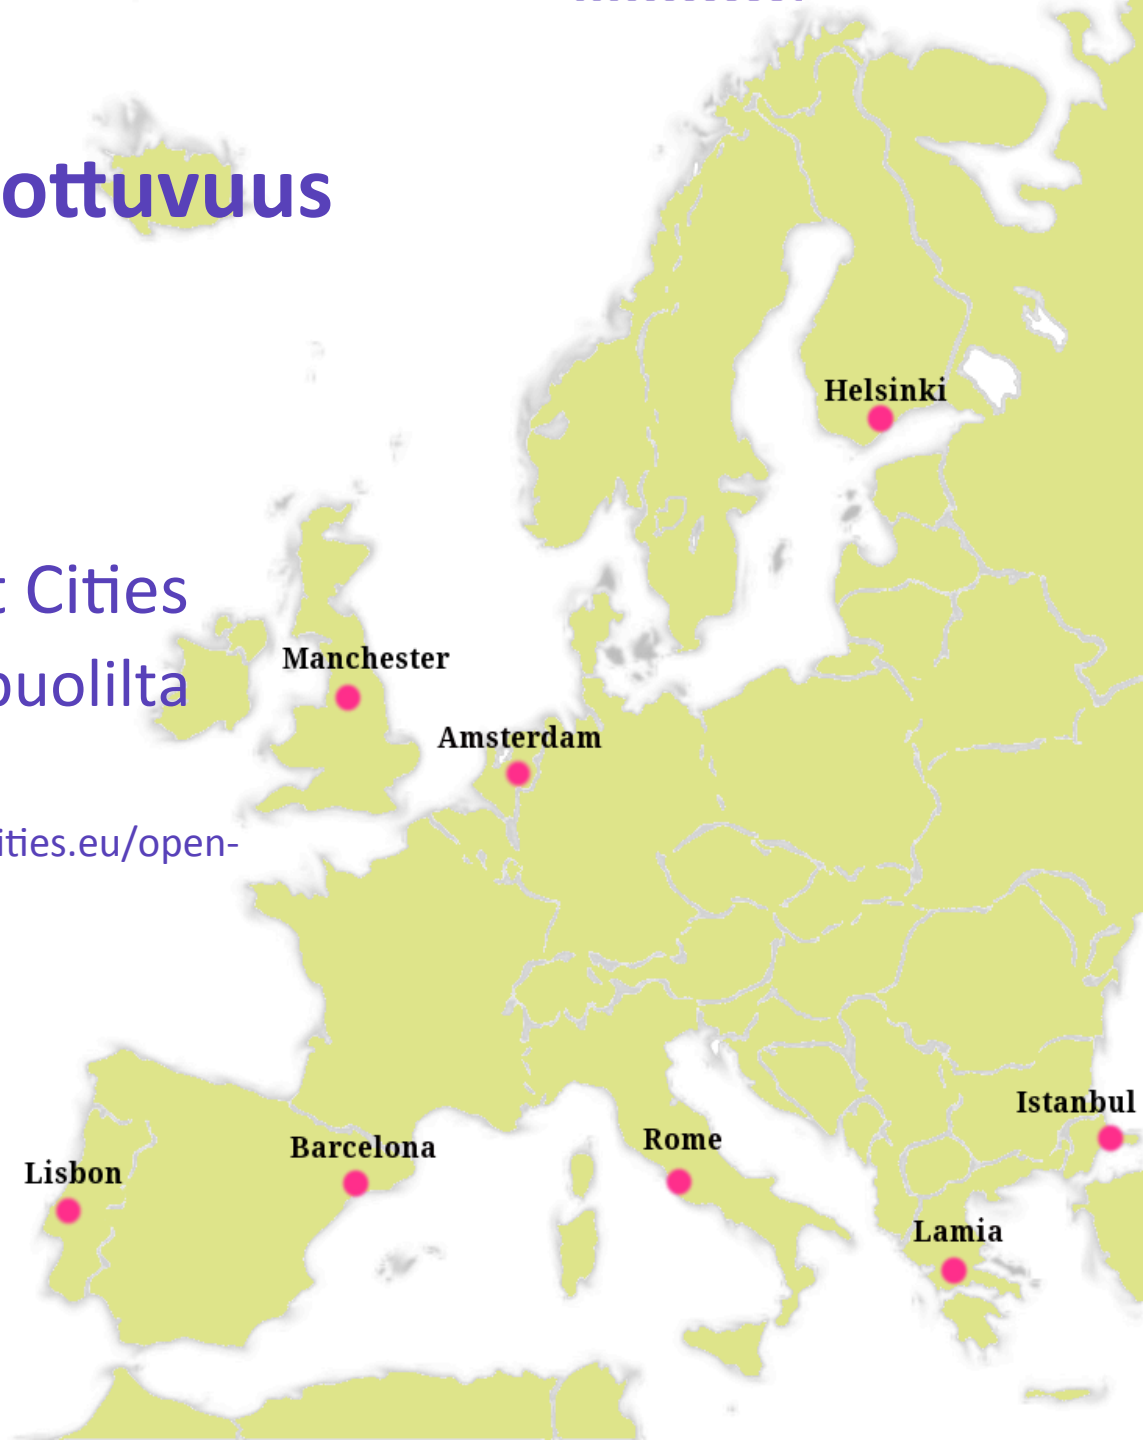 ottuvuus
Helsinki
t Cities
Manchester
puolilta
Amsterdam
ities.eu/open-
Istanbul
Rome
Barcelona
Lisbon
Lamia